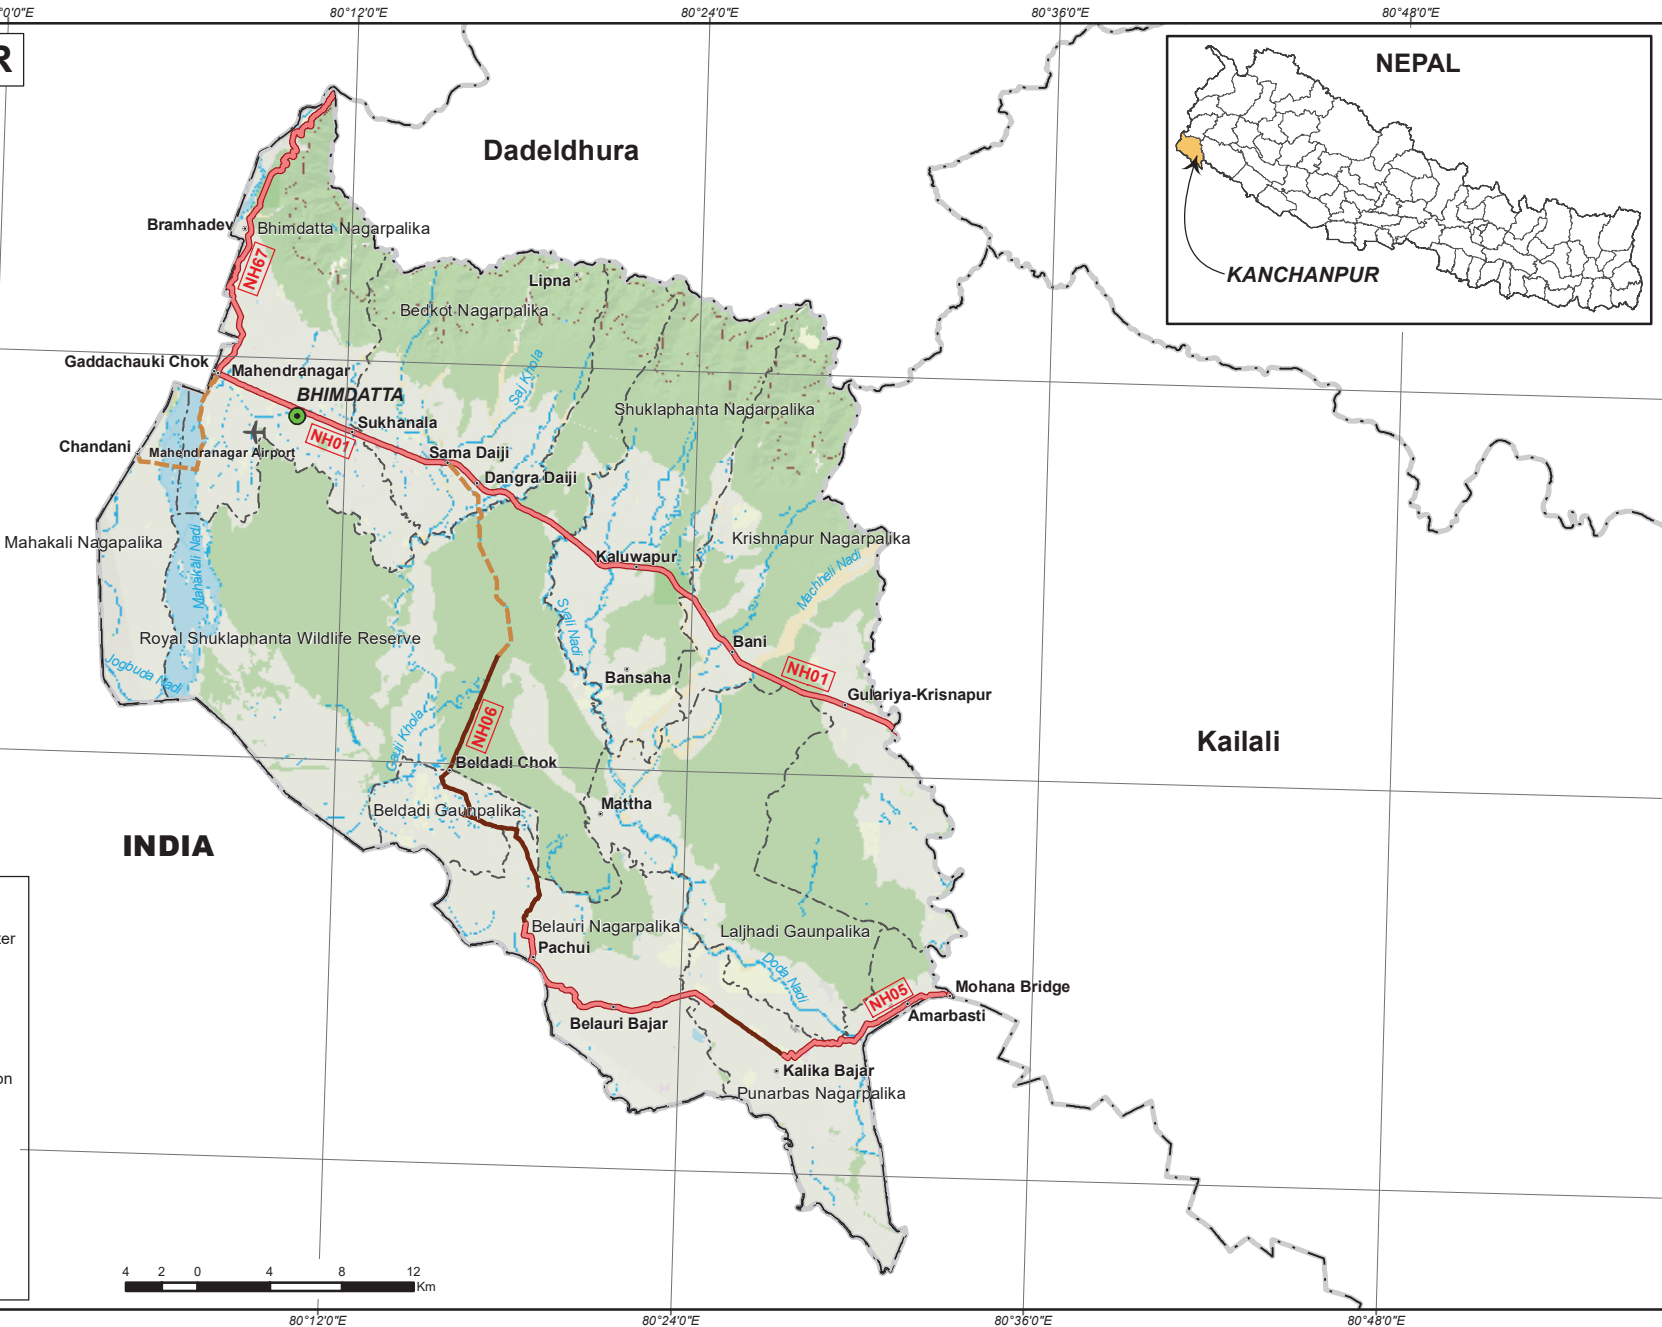 0'0"E
80°12'0"E
80°24'0"E
80°36'0"E
80°48'0"E
R
NEPAL
KANCHANPUR
Dadeldhura
Bramhadev
Bhimdatta Nagarpalika
NH67
Lipna
Bedkot Nagarpalika
Gaddachauki Chok
Mahendranagar
Saj Khola
BHIMDATTA
Shuklaphanta Nagarpalika
Sukhanala
NH01
Chandani
Mahendranagar Airport
Sama Daiji
Dangra Daiji
Mahakali Nagapalika
Krishnapur Nagarpalika
Kaluwapur
Mahakali Nadi
Machheli Nadi
Syali Nadi
Royal Shuklaphanta Wildlife Reserve
Bani
Jogbuda Nadi
Bansaha
NH01
Gulariya-Krisnapur
NH06
Gauji Khola
Kailali
Beldadi Chok
Beldadi Gaunpalika
Mattha
INDIA
Belauri Nagarpalika
Laljhadi Gaunpalika
ter
Pachui
Doda Nadi
NH05
Mohana Bridge
Amarbasti
Belauri Bajar
Kalika Bajar
on
Punarbas Nagarpalika
4 2 0 4 8 12
Km
80°12'0"E
80°24'0"E
80°36'0"E
80°48'0"E